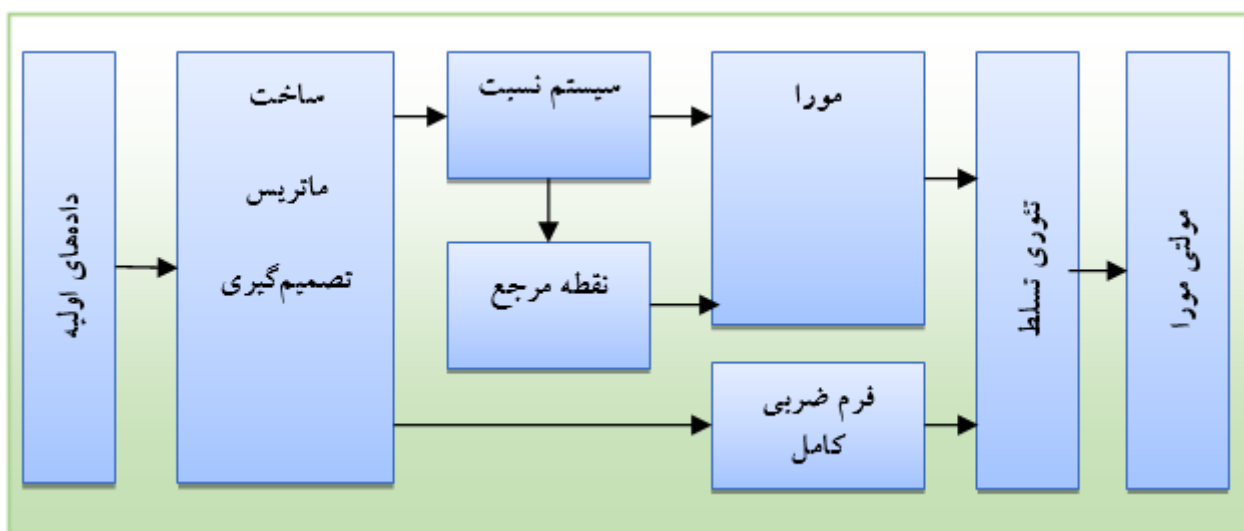 داده‌های اولیه
ساخت
ماتریس
تصمیم‌گیری
سیستم نسبت
نقطه مرجع
مورا
فرم ضربی
کامل
تئوری تسلط
مولتی مورا